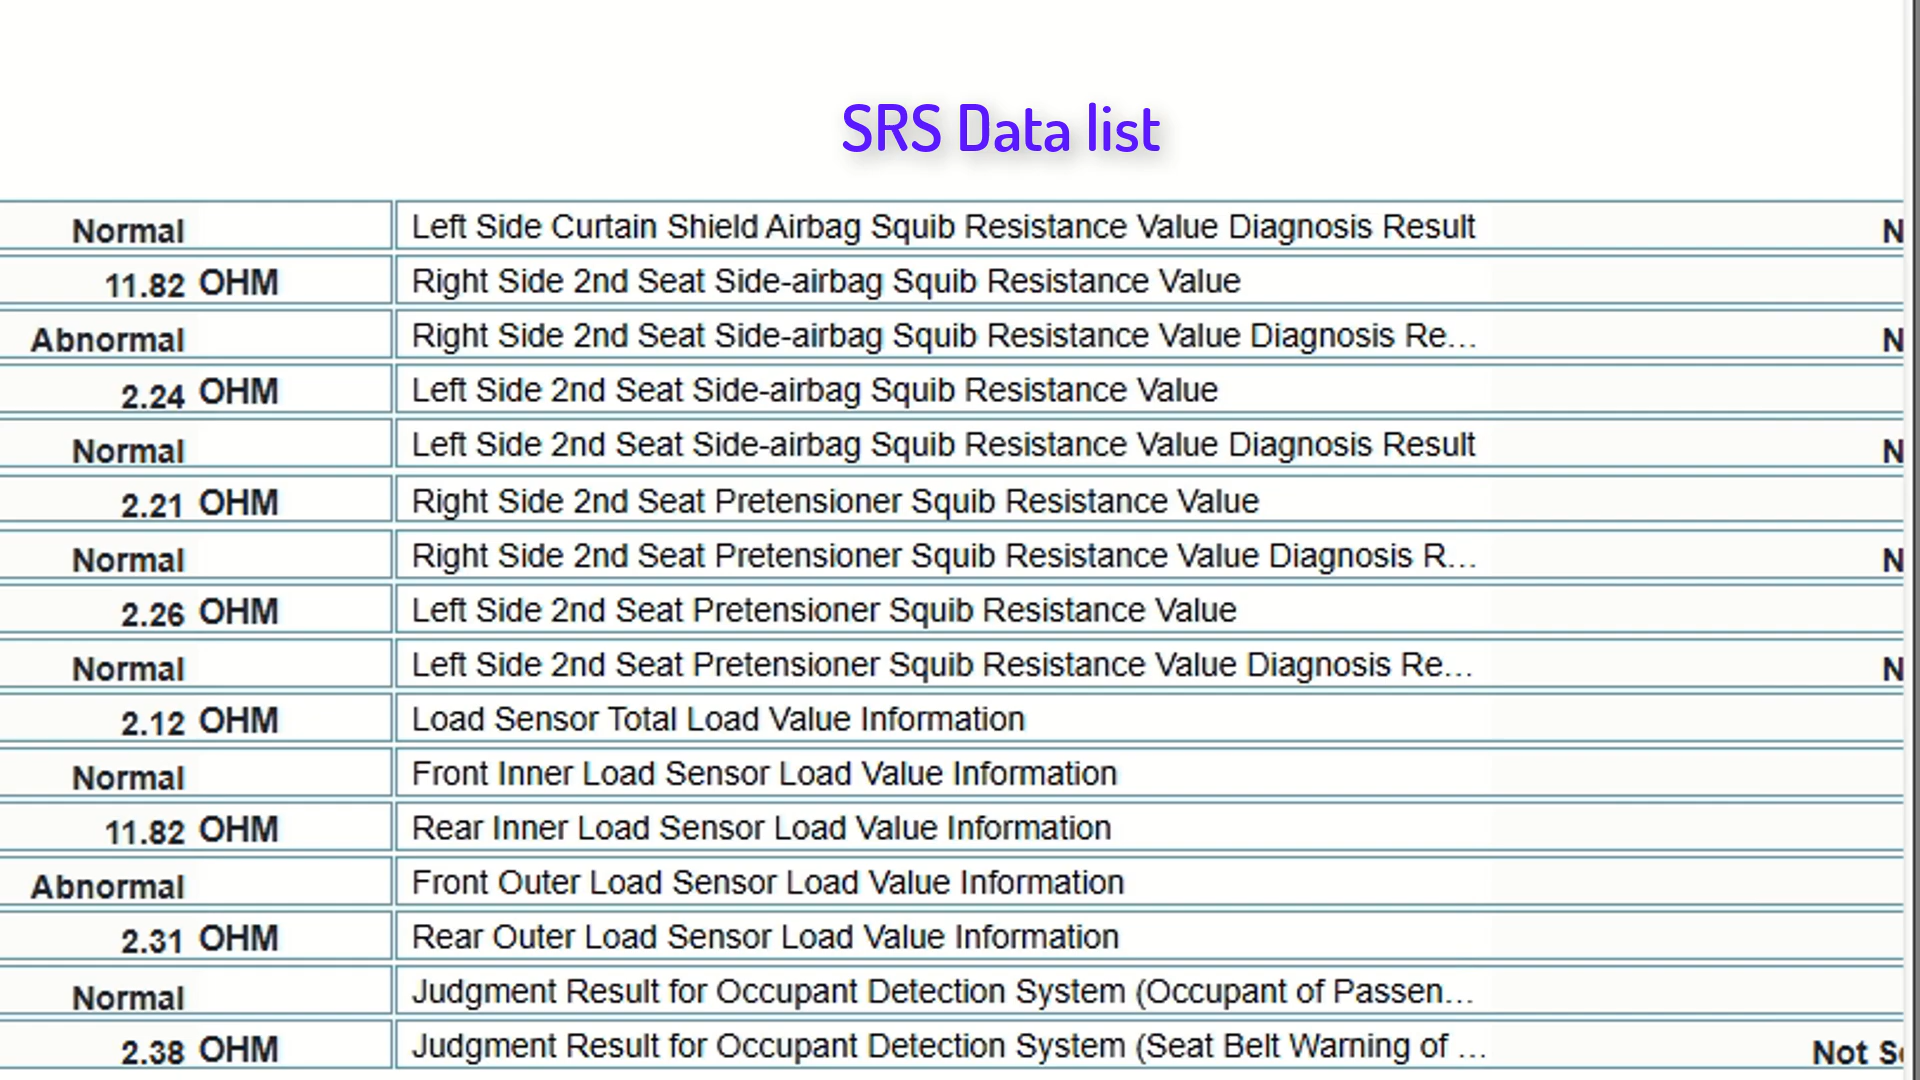 SRS Data list
Normal Left Side Curtain Shield Airbag Squib Resistance Value Diagnosis Result N
11.82 OHM Right Side 2nd Seat Side-airbag Squib Resistance Value
Abnormal Right Side 2nd Seat Side-airbag Squib Resistance Value Diagnosis Re... N
2.24 OHM Left Side 2nd Seat Side-airbag Squib Resistance Value
Normal Left Side 2nd Seat Side-airbag Squib Resistance Value Diagnosis Result N
2.21 OHM Right Side 2nd Seat Pretensioner Squib Resistance Value
Normal Right Side 2nd Seat Pretensioner Squib Resistance Value Diagnosis R... N
2.26 OHM Left Side 2nd Seat Pretensioner Squib Resistance Value
Normal Left Side 2nd Seat Pretensioner Squib Resistance Value Diagnosis Re... N
2.12 OHM Load Sensor Total Load Value Information
Normal Front Inner Load Sensor Load Value Information
11.82 OHM Rear Inner Load Sensor Load Value Information
Abnormal Front Outer Load Sensor Load Value Information
2.31 OHM Rear Outer Load Sensor Load Value Information
Normal Judgment Result for Occupant Detection System (Occupant of Passen...
2.38 OHM Judgment Result for Occupant Detection System (Seat Belt Warning of ... Not S